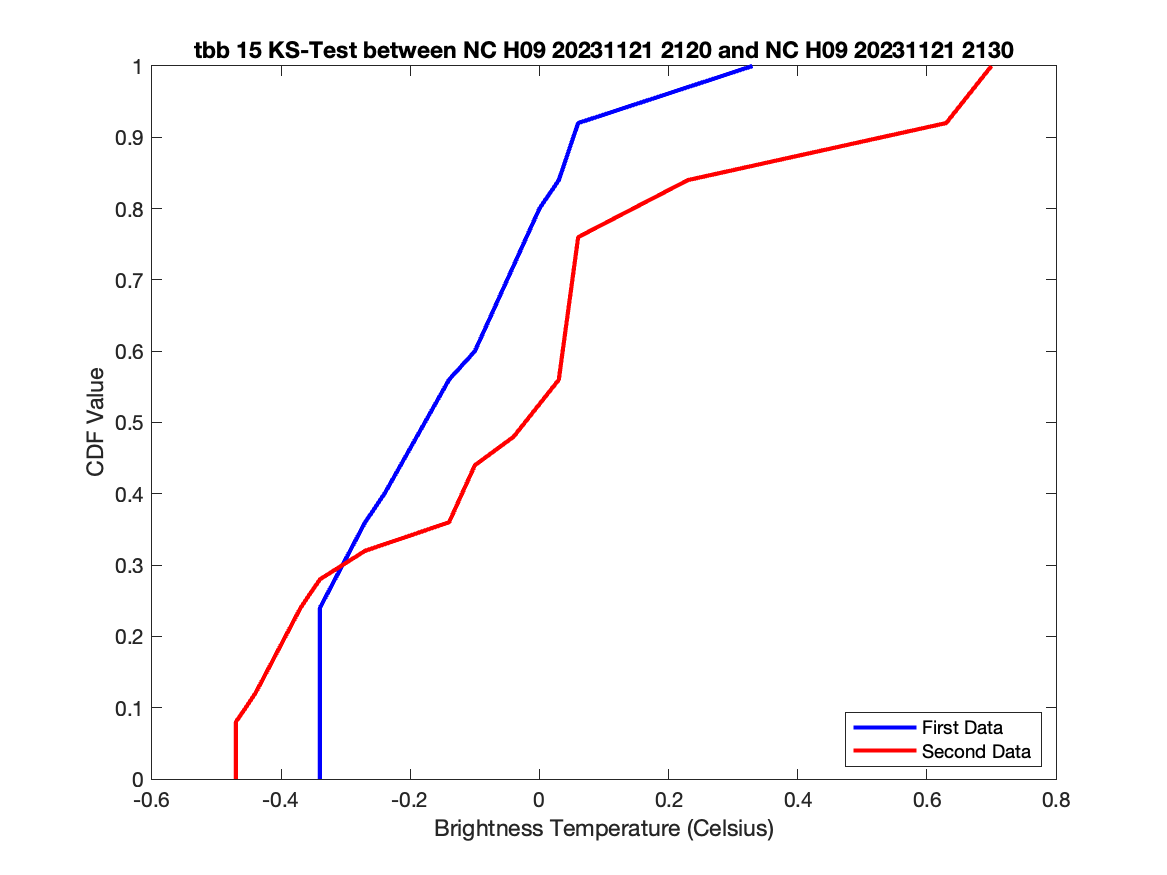 tbb 15 KS-Test between NC H09 20231121 2120 and NC H09 20231121 2130
1
0.9
0.8
0.7
0.6
0.5
0.4
0.3
0.2
0.1
0
CDF Value
-0.6 -0.4 -0.2 0 0.2 0.4 0.6 0.8
Brightness Temperature (Celsius)
First Data
Second Data